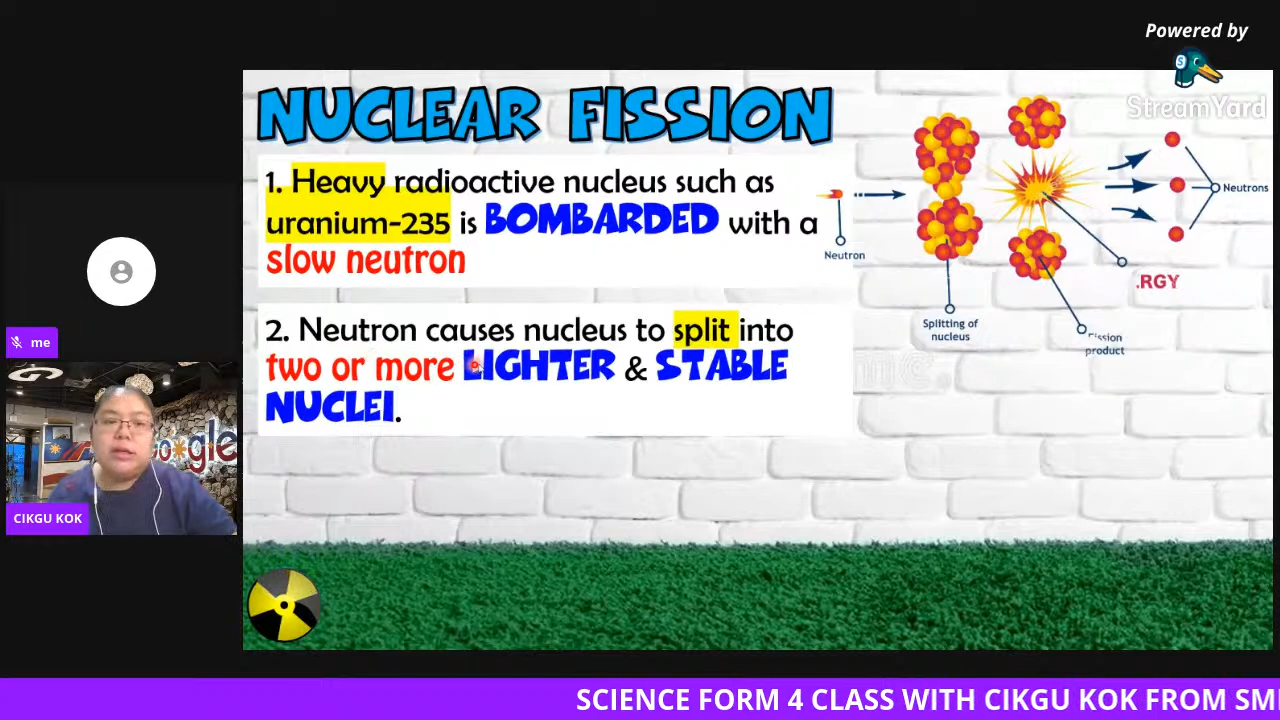 Powered by
StreamYard
NUCLEAR FISSION
1. Heavy radioactive nucleus such as
uranium-235 is BOMBARDED with a
slow neutron
2. Neutron causes nucleus to split into
two or more LIGHTER & STABLE
NUCLEI.
Neutron
Splitting of
nucleus
Neutrons
.RGY
Fission
product
me
Google
CIKGU KOK
SCIENCE FORM 4 CLASS WITH CIKGU KOK FROM SM